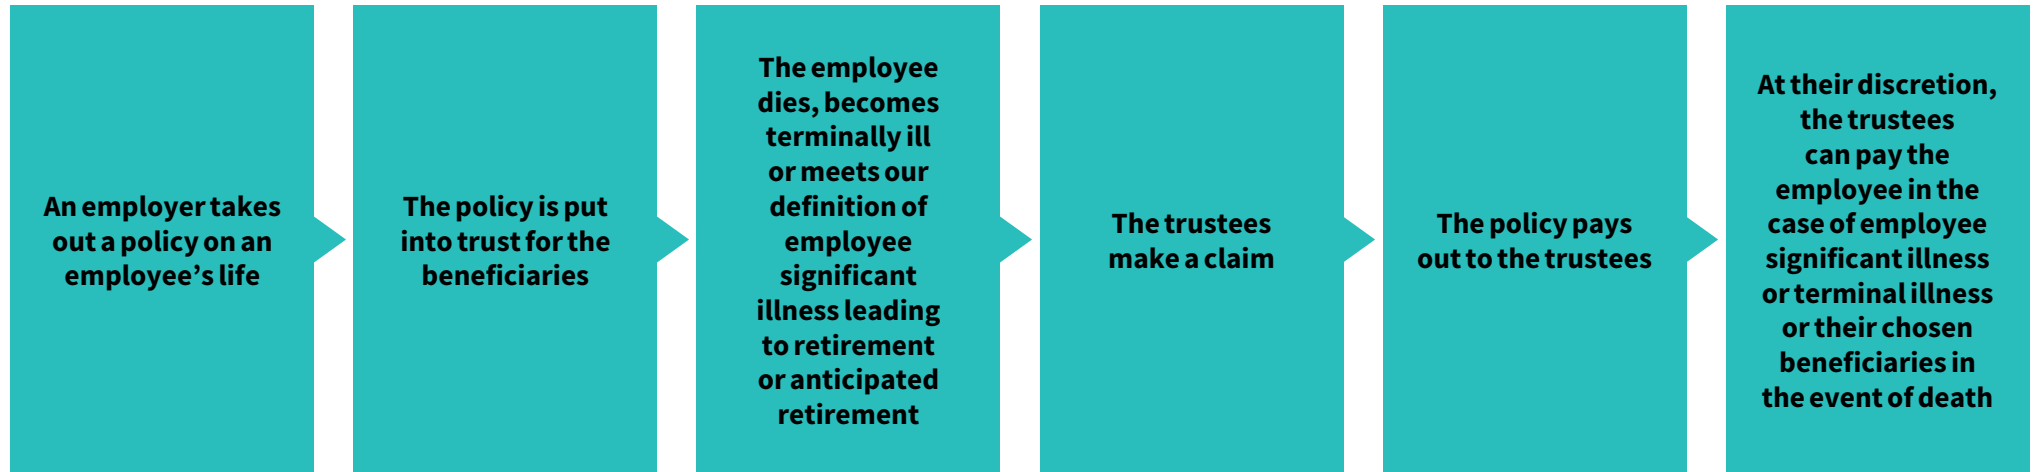 An employer takes
out a policy on an
employee’s life
The policy is put
into trust for the
beneficiaries
The employee
dies, becomes
terminally ill
or meets our
definition of
employee
significant
illness leading
to retirement
or anticipated
retirement
The trustees
make a claim
The policy pays
out to the trustees
At their discretion,
the trustees
can pay the
employee in the
case of employee
significant illness
or terminal illness
or their chosen
beneficiaries in
the event of death